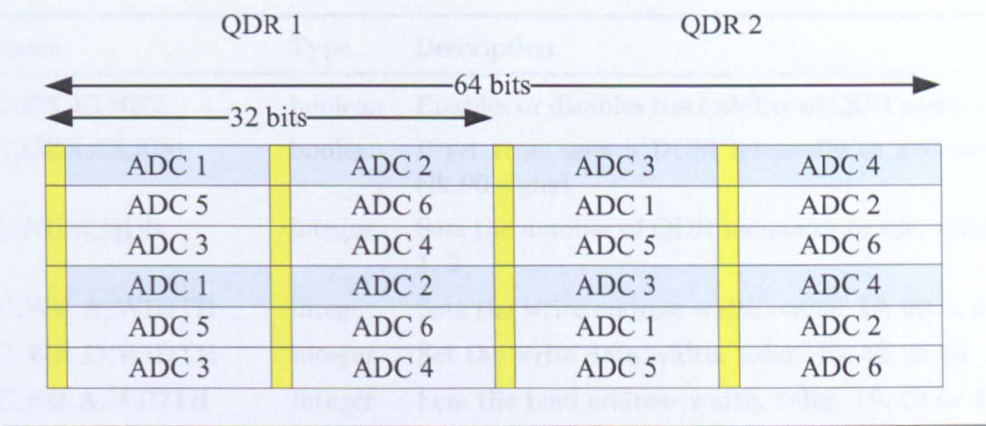 QDR 1 QDR 2
64 bits
32 bits
ADC 1 ADC 2 ADC 3 ADC 4
ADC 5 ADC 6 ADC 1 ADC 2
ADC 3 ADC 4 ADC 5 ADC 6
ADC 1 ADC 2 ADC 3 ADC 4
ADC 5 ADC 6 ADC 1 ADC 2
ADC 3 ADC 4 ADC 5 ADC 6